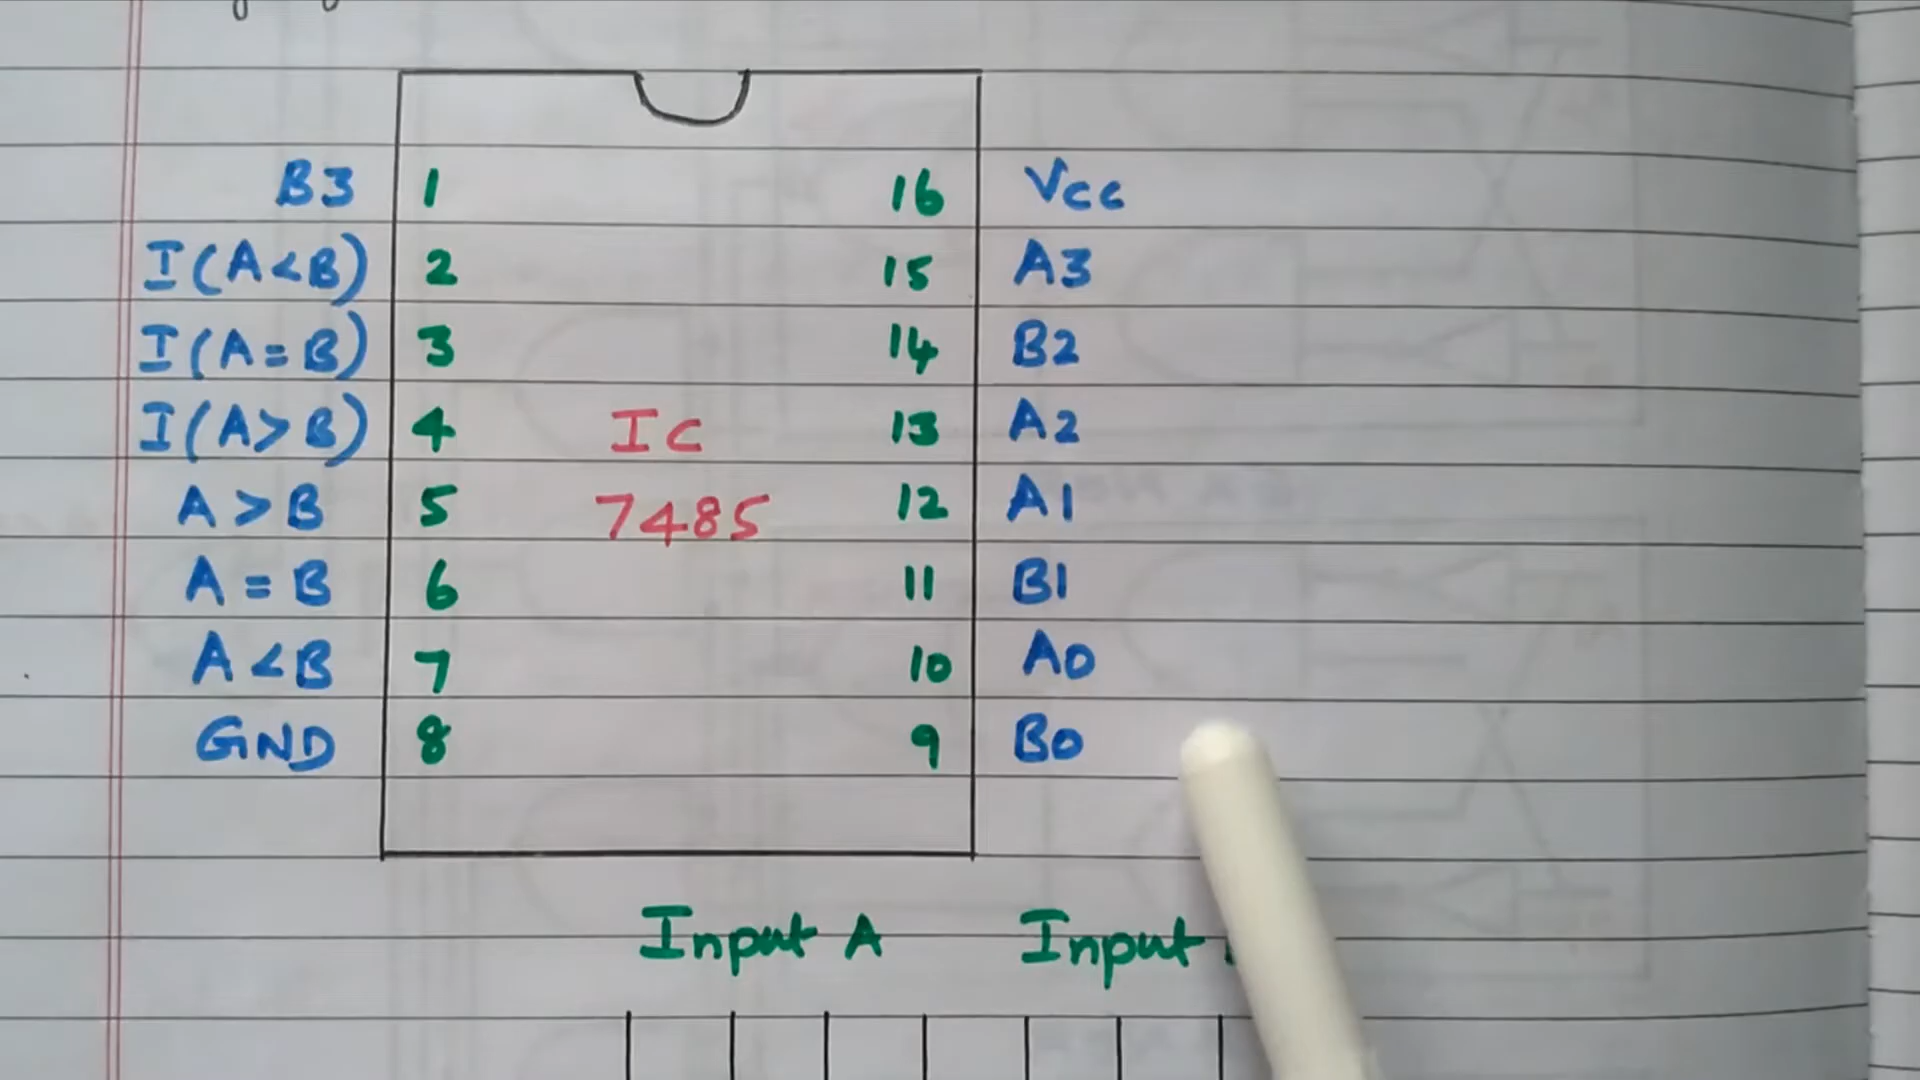 B3 1 16 Vcc
I(A<B) 2 15 A3
I(A=B) 3 14 B2
I(A>B) 4 IC 13 A2
A>B 5 7485 12 A1
A=B 6 11 B1
A<B 7 10 A0
GND 8 9 B0
Input A Input